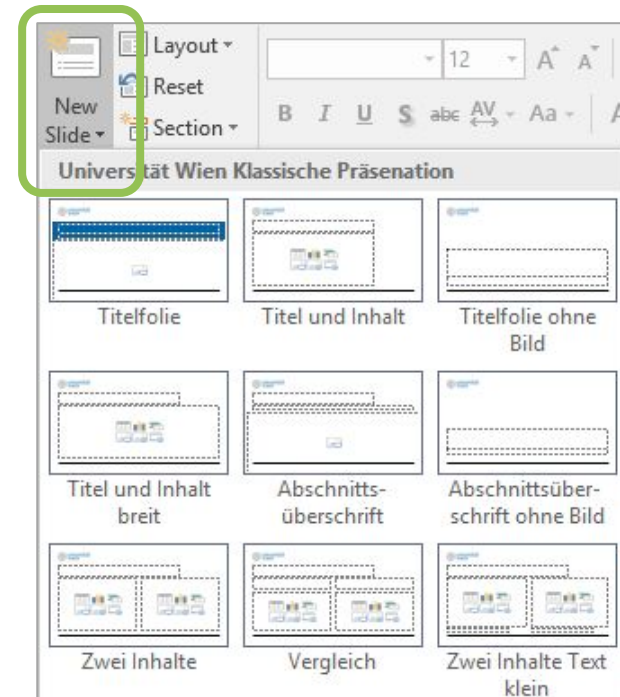 New
Slide
Layout
Reset
Section
12
A A
B I U S abc AV Aa A
Universität Wien Klassische Präsenation
Titelfolie
Titel und Inhalt
Titelfolie ohne
Bild
Titel und Inhalt
breit
Abschnitts-
überschrift
Abschnittsüber-
schrift ohne Bild
Zwei Inhalte
Vergleich
Zwei Inhalte Text
klein